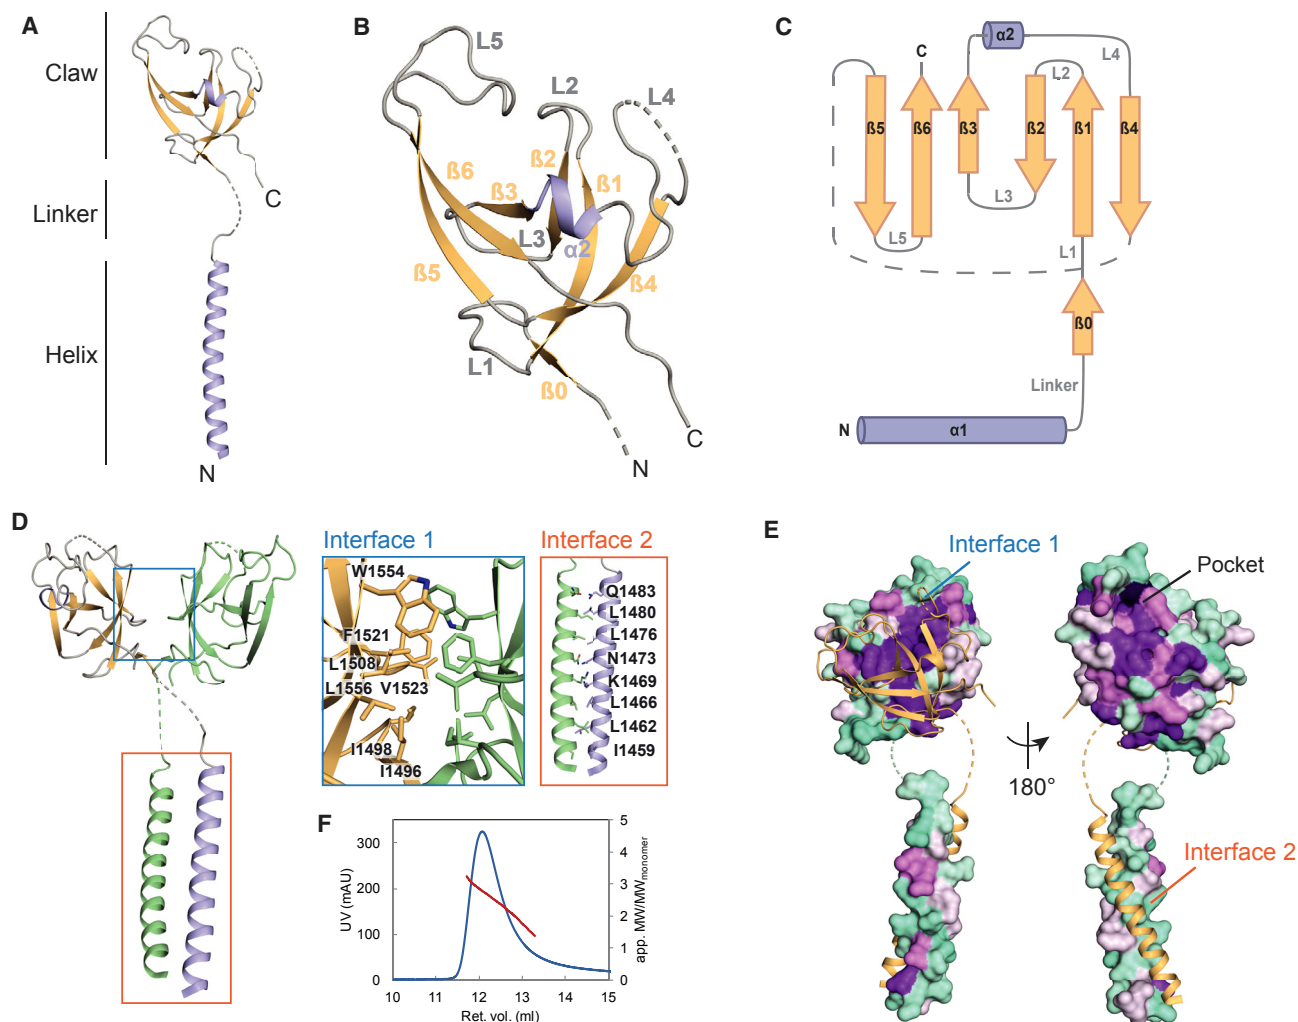 A
Claw
Linker
Helix
C
N
B
L5
L2
L4
ß6
ß2
ß3
ß1
L3
α2
ß5
ß4
L1
ß0
C
N
C
α2
C
L2
L4
ß5
ß6
ß3
ß2
ß1
ß4
L3
L5
L1
ß0
Linker
N
α1
D
Interface 1
W1554
F1521
L1508
L1556 V1523
I1498
I1496
Interface 2
Q1483
L1480
L1476
N1473
K1469
L1466
L1462
I1459
E
Interface 1
Pocket
180°
Interface 2
F
300
200
100
0
UV (mAU)
5
4
3
2
1
0
app. MW/MWmonomer
10 11 12 13 14 15
Ret. vol. (ml)